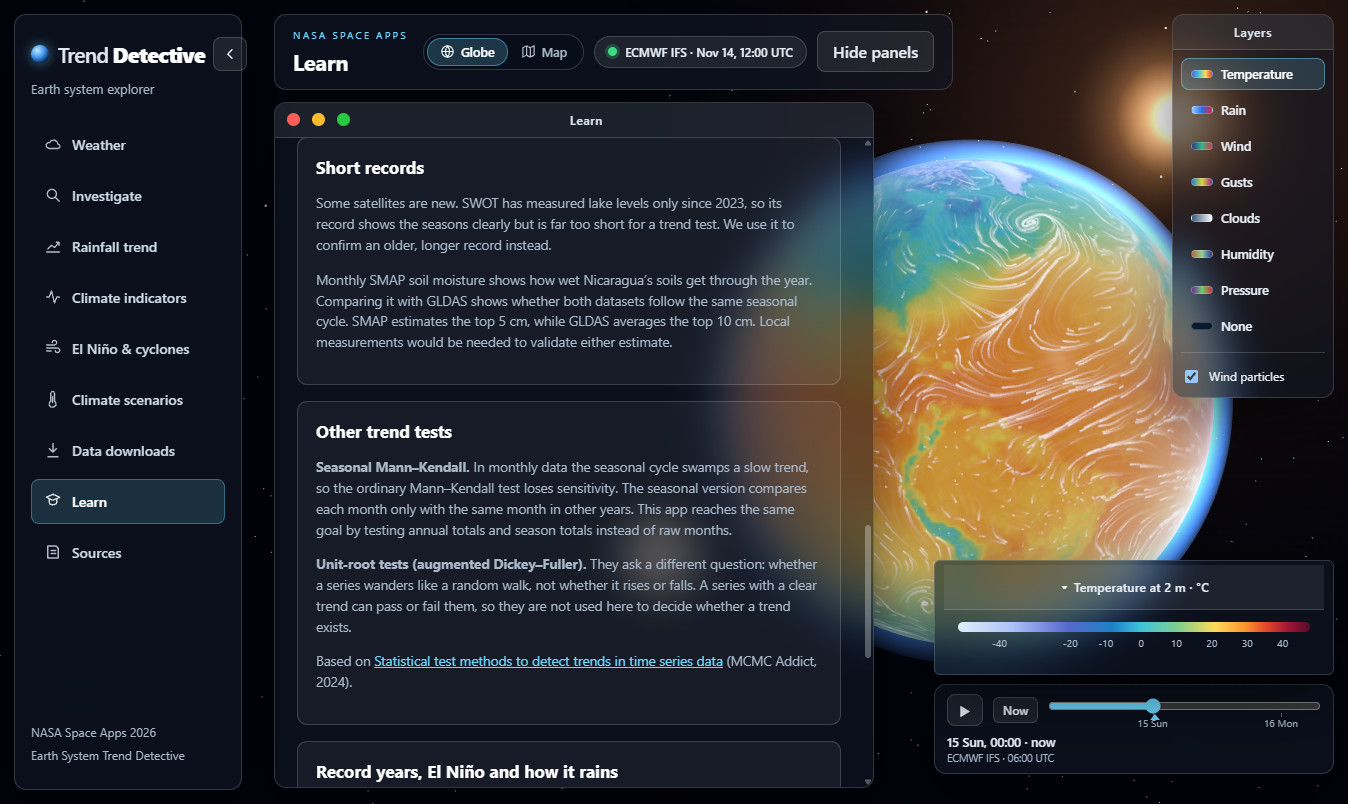 Trend Detective
Earth system explorer
Weather
Investigate
Rainfall trend
Climate indicators
El Niño & cyclones
Climate scenarios
Data downloads
Learn
Sources
NASA Space Apps 2026
Earth System Trend Detective
NASA SPACE APPS
Learn
Globe
Map
ECMWF IFS · Nov 14, 12:00 UTC
Hide panels
Learn
Short records
Some satellites are new. SWOT has measured lake levels only since 2023, so its
record shows the seasons clearly but is far too short for a trend test. We use it to
confirm an older, longer record instead.
Monthly SMAP soil moisture shows how wet Nicaragua's soils get through the year.
Comparing it with GLDAS shows whether both datasets follow the same seasonal
cycle. SMAP estimates the top 5 cm, while GLDAS averages the top 10 cm. Local
measurements would be needed to validate either estimate.
Other trend tests
Seasonal Mann–Kendall. In monthly data the seasonal cycle swamps a slow trend,
so the ordinary Mann–Kendall test loses sensitivity. The seasonal version compares
each month only with the same month in other years. This app reaches the same
goal by testing annual totals and season totals instead of raw months.
Unit-root tests (augmented Dickey–Fuller). They ask a different question: whether
a series wanders like a random walk, not whether it rises or falls. A series with a clear
trend can pass or fail them, so they are not used here to decide whether a trend
exists.
Based on Statistical test methods to detect trends in time series data (MCMC Addict,
2024).
Record years, El Niño and how it rains
Layers
Temperature
Rain
Wind
Gusts
Clouds
Humidity
Pressure
None
Wind particles
Temperature at 2 m · °C
-40 -20 -10 0 10 20 30 40
Now
15 Sun 16 Mon
15 Sun, 00:00 · now
ECMWF IFS · 06:00 UTC